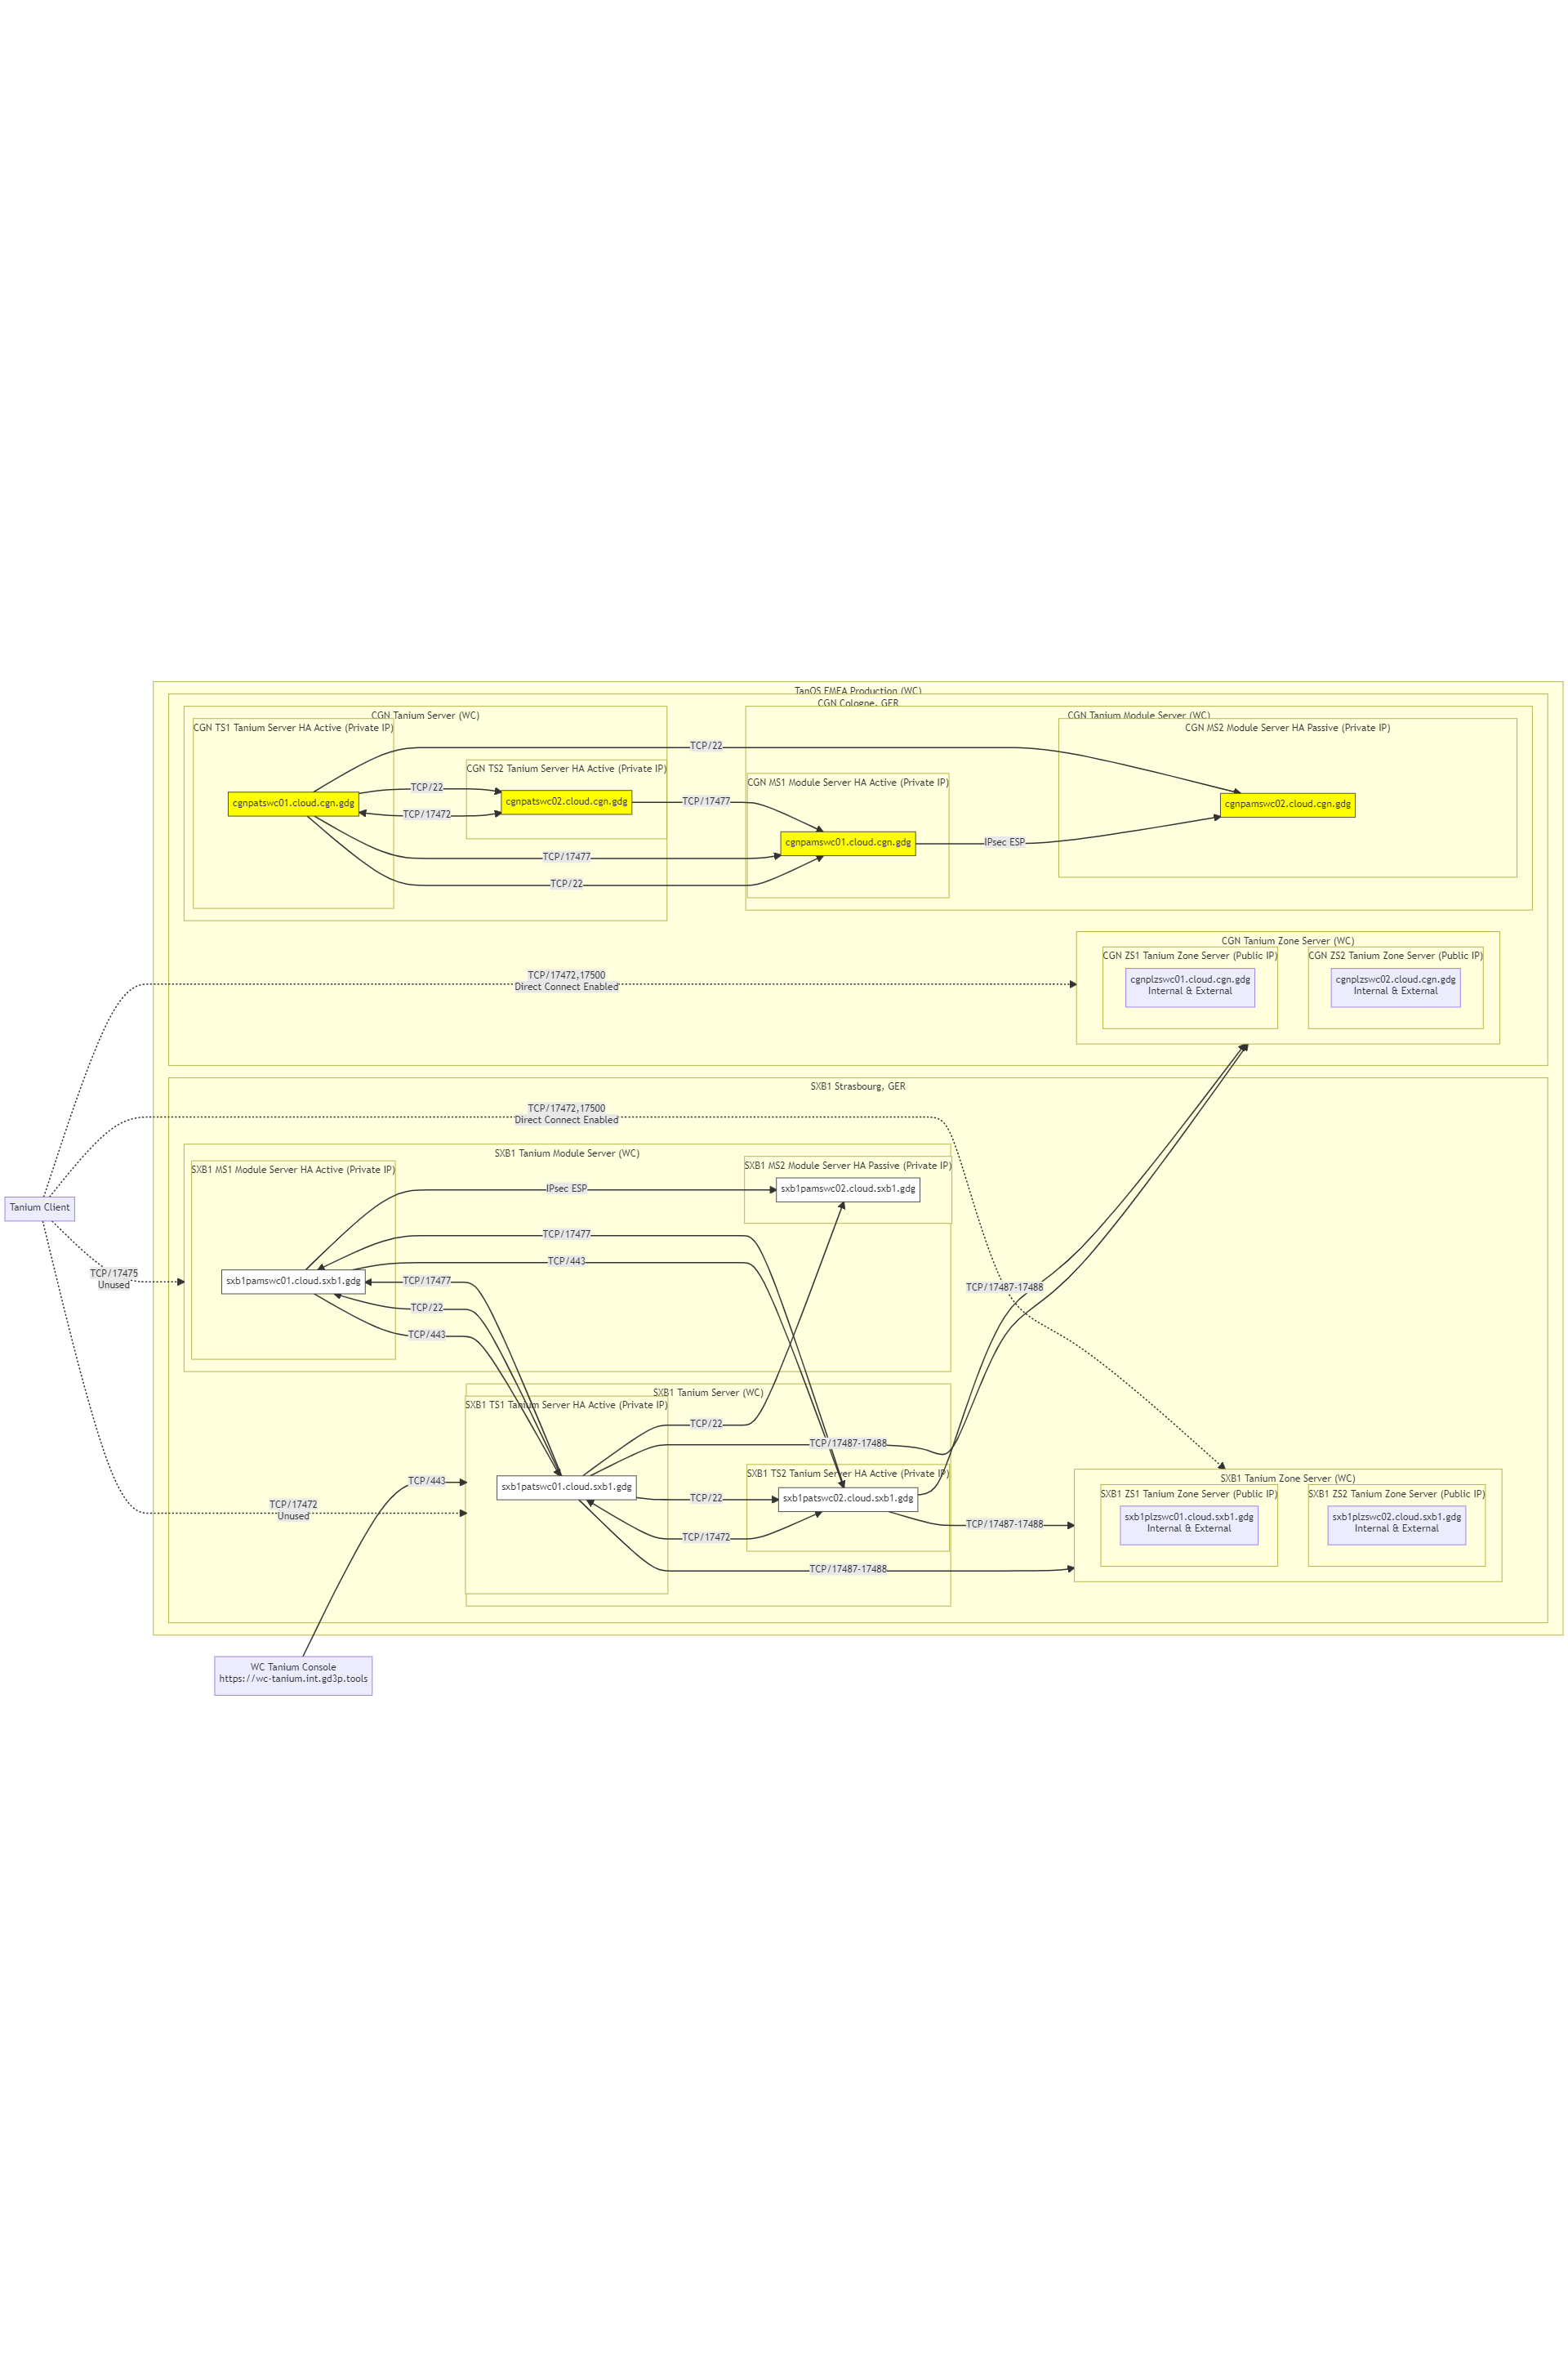 TanOS EMEA Production (WC)
CGN Cologne, GER
CGN Tanium Server (WC)
CGN Tanium Module Server (WC)
CGN TS1 Tanium Server HA Active (Private IP)
CGN MS2 Module Server HA Passive (Private IP)
TCP/22
CGN TS2 Tanium Server HA Active (Private IP)
CGN MS1 Module Server HA Active (Private IP)
TCP/22
cgnpatswc01.cloud.cgn.gdg
cgnpatswc02.cloud.cgn.gdg
TCP/17477
cgnpamswc02.cloud.cgn.gdg
TCP/17472
cgnpamswc01.cloud.cgn.gdg
IPsec ESP
TCP/17477
TCP/22
CGN Tanium Zone Server (WC)
CGN ZS1 Tanium Zone Server (Public IP)
CGN ZS2 Tanium Zone Server (Public IP)
TCP/17472,17500
Direct Connect Enabled
cgnplzswc01.cloud.cgn.gdg
Internal & External
cgnplzswc02.cloud.cgn.gdg
Internal & External
SXB1 Strasbourg, GER
TCP/17472,17500
Direct Connect Enabled
SXB1 Tanium Module Server (WC)
SXB1 MS1 Module Server HA Active (Private IP)
SXB1 MS2 Module Server HA Passive (Private IP)
IPsec ESP
sxb1pamswc02.cloud.sxb1.gdg
Tanium Client
TCP/17477
TCP/443
TCP/17475
Unused
sxb1pamswc01.cloud.sxb1.gdg
TCP/17477
TCP/17487-17488
TCP/22
TCP/443
SXB1 Tanium Server (WC)
SXB1 TS1 Tanium Server HA Active (Private IP)
TCP/22
TCP/17487-17488
SXB1 TS2 Tanium Server HA Active (Private IP)
SXB1 Tanium Zone Server (WC)
TCP/443
sxb1patswc01.cloud.sxb1.gdg
SXB1 ZS1 Tanium Zone Server (Public IP)
SXB1 ZS2 Tanium Zone Server (Public IP)
TCP/22
sxb1patswc02.cloud.sxb1.gdg
TCP/17472
Unused
sxb1plzswc01.cloud.sxb1.gdg
Internal & External
sxb1plzswc02.cloud.sxb1.gdg
Internal & External
TCP/17487-17488
TCP/17472
TCP/17487-17488
WC Tanium Console
https://wc-tanium.int.gd3p.tools